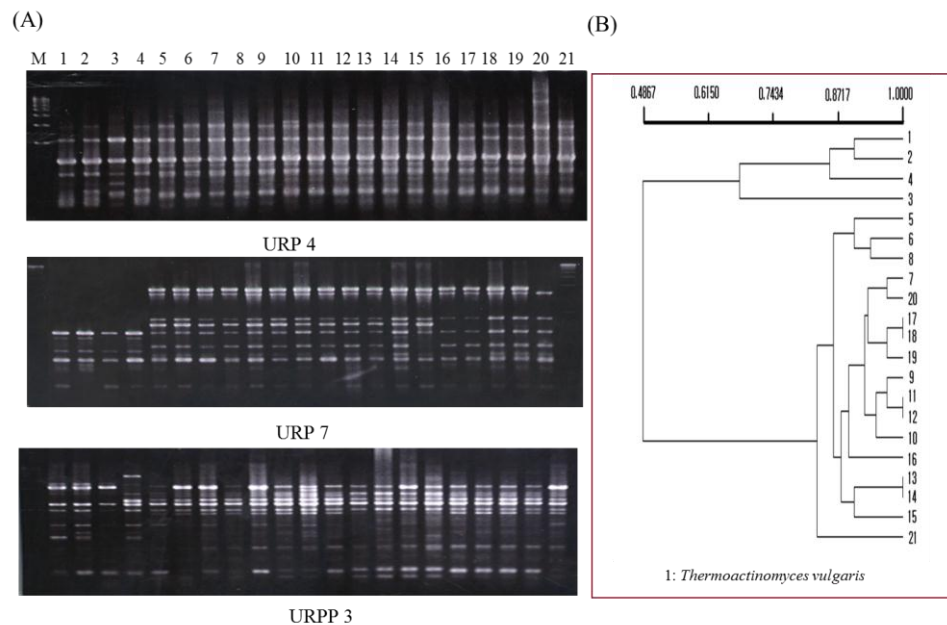 (A)
M 1 2 3 4 5 6 7 8 9 10 11 12 13 14 15 16 17 18 19 20 21
URP 4
URP 7
URPP 3
(B)
0.4867 0.6150 0.7434 0.8717 1.0000
1
2
4
3
5
6
8
7
20
17
18
19
9
11
12
10
16
13
14
15
21
1: Thermoactinomyces vulgaris